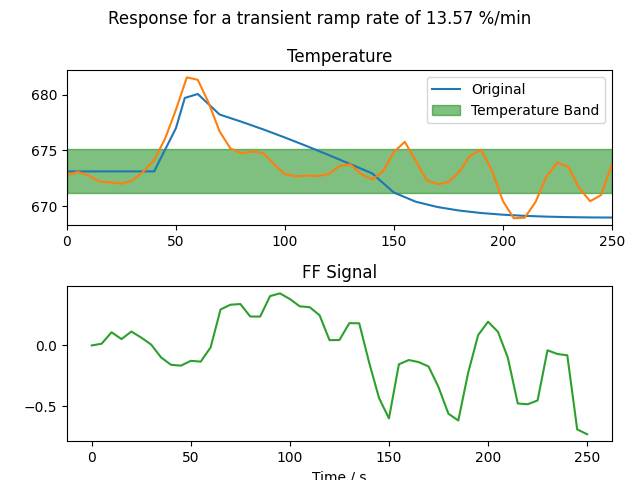 Response for a transient ramp rate of 13.57 %/min
Temperature
680
675
670
Original
Temperature Band
0 50 100 150 200 250
FF Signal
0.0
−0.5
0 50 100 150 200 250
Time / s